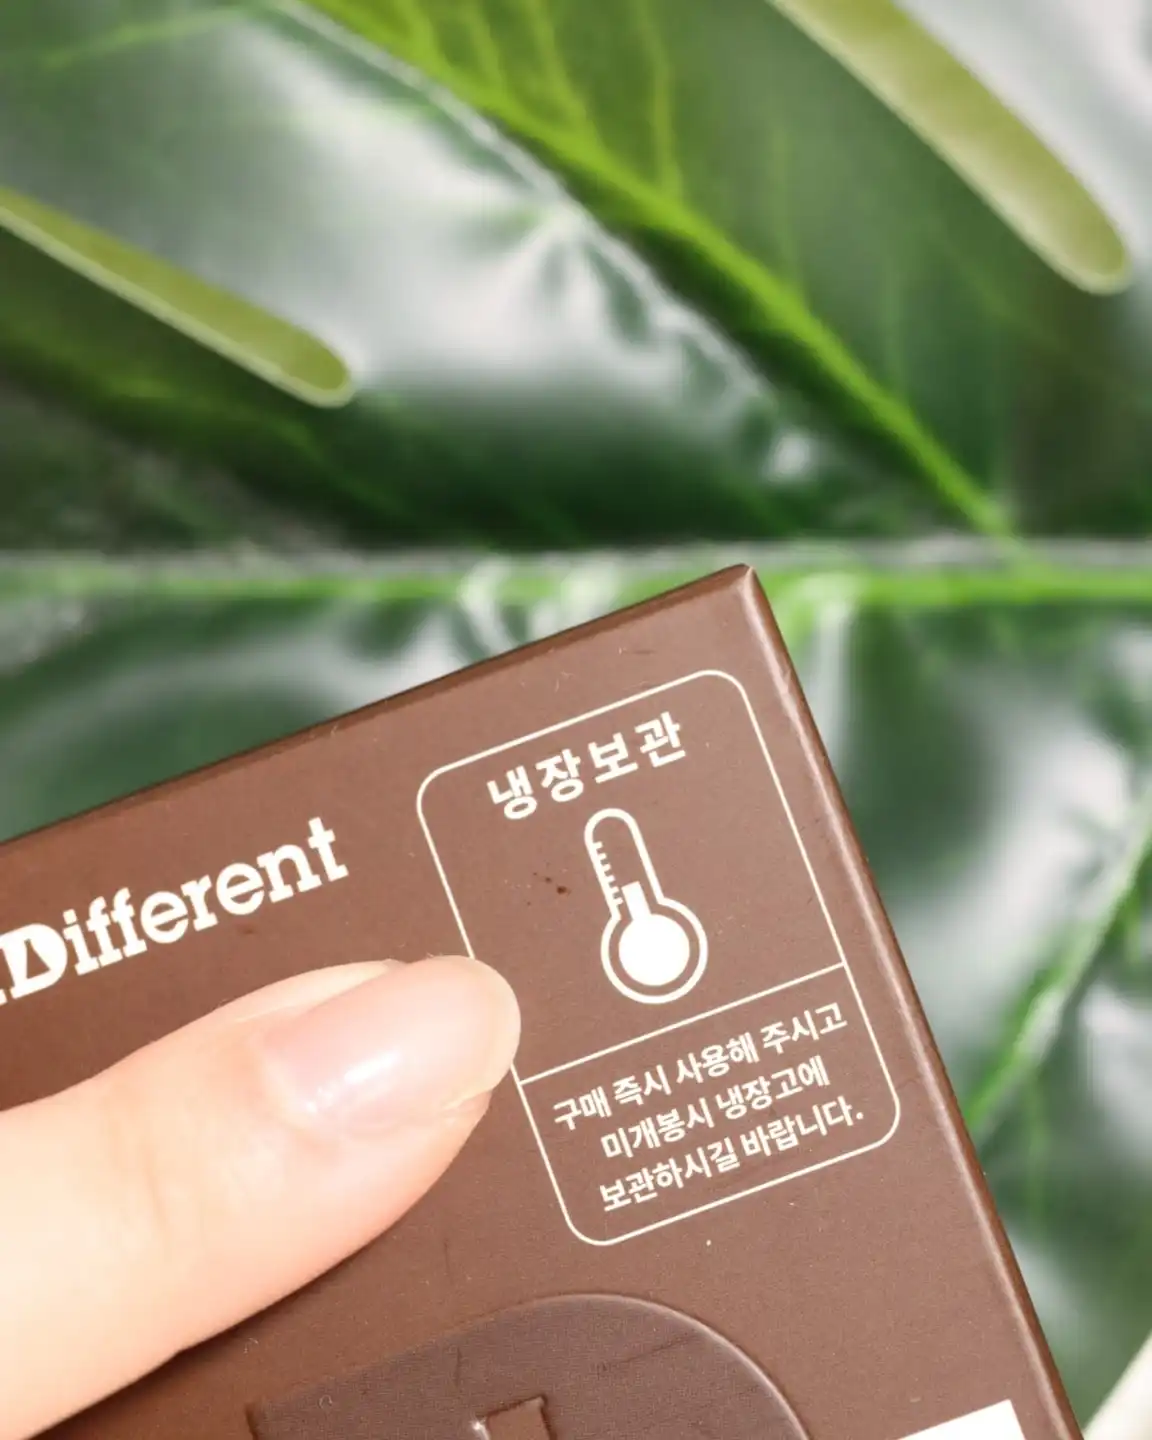 Different
냉장보관
구매 즉시 사용해 주시고
미개봉시 냉장고에
보관하시길 바랍니다.